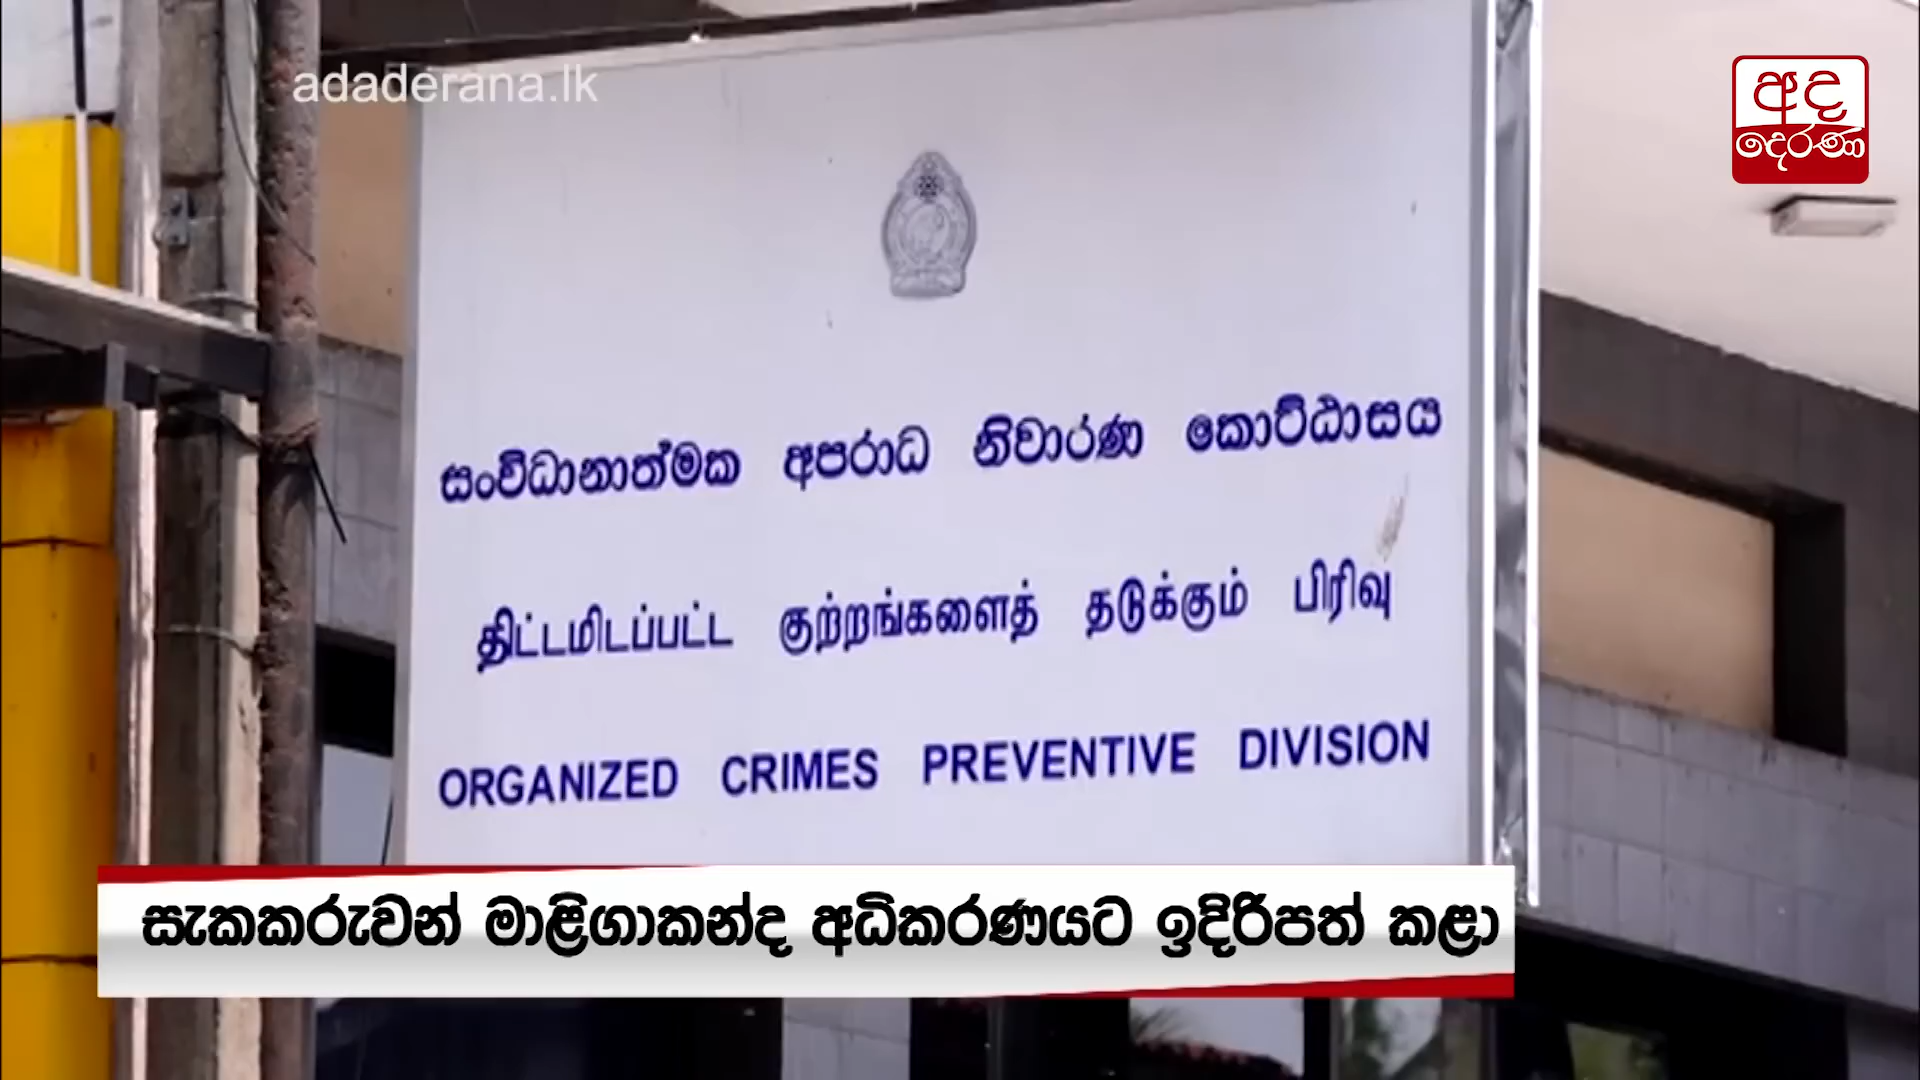 adaderana.lk
අද
දෙරණ
සංවිධානාත්මක අපරාධ නිවාරණ කොට්ඨාසය
திட்டமிடப்பட்ட குற்றங்களைத் தடுக்கும் பிரிவு
ORGANIZED CRIMES PREVENTIVE DIVISION
සැකකරුවන් මාළිගාකන්ද අධිකරණයට ඉදිරිපත් කළා